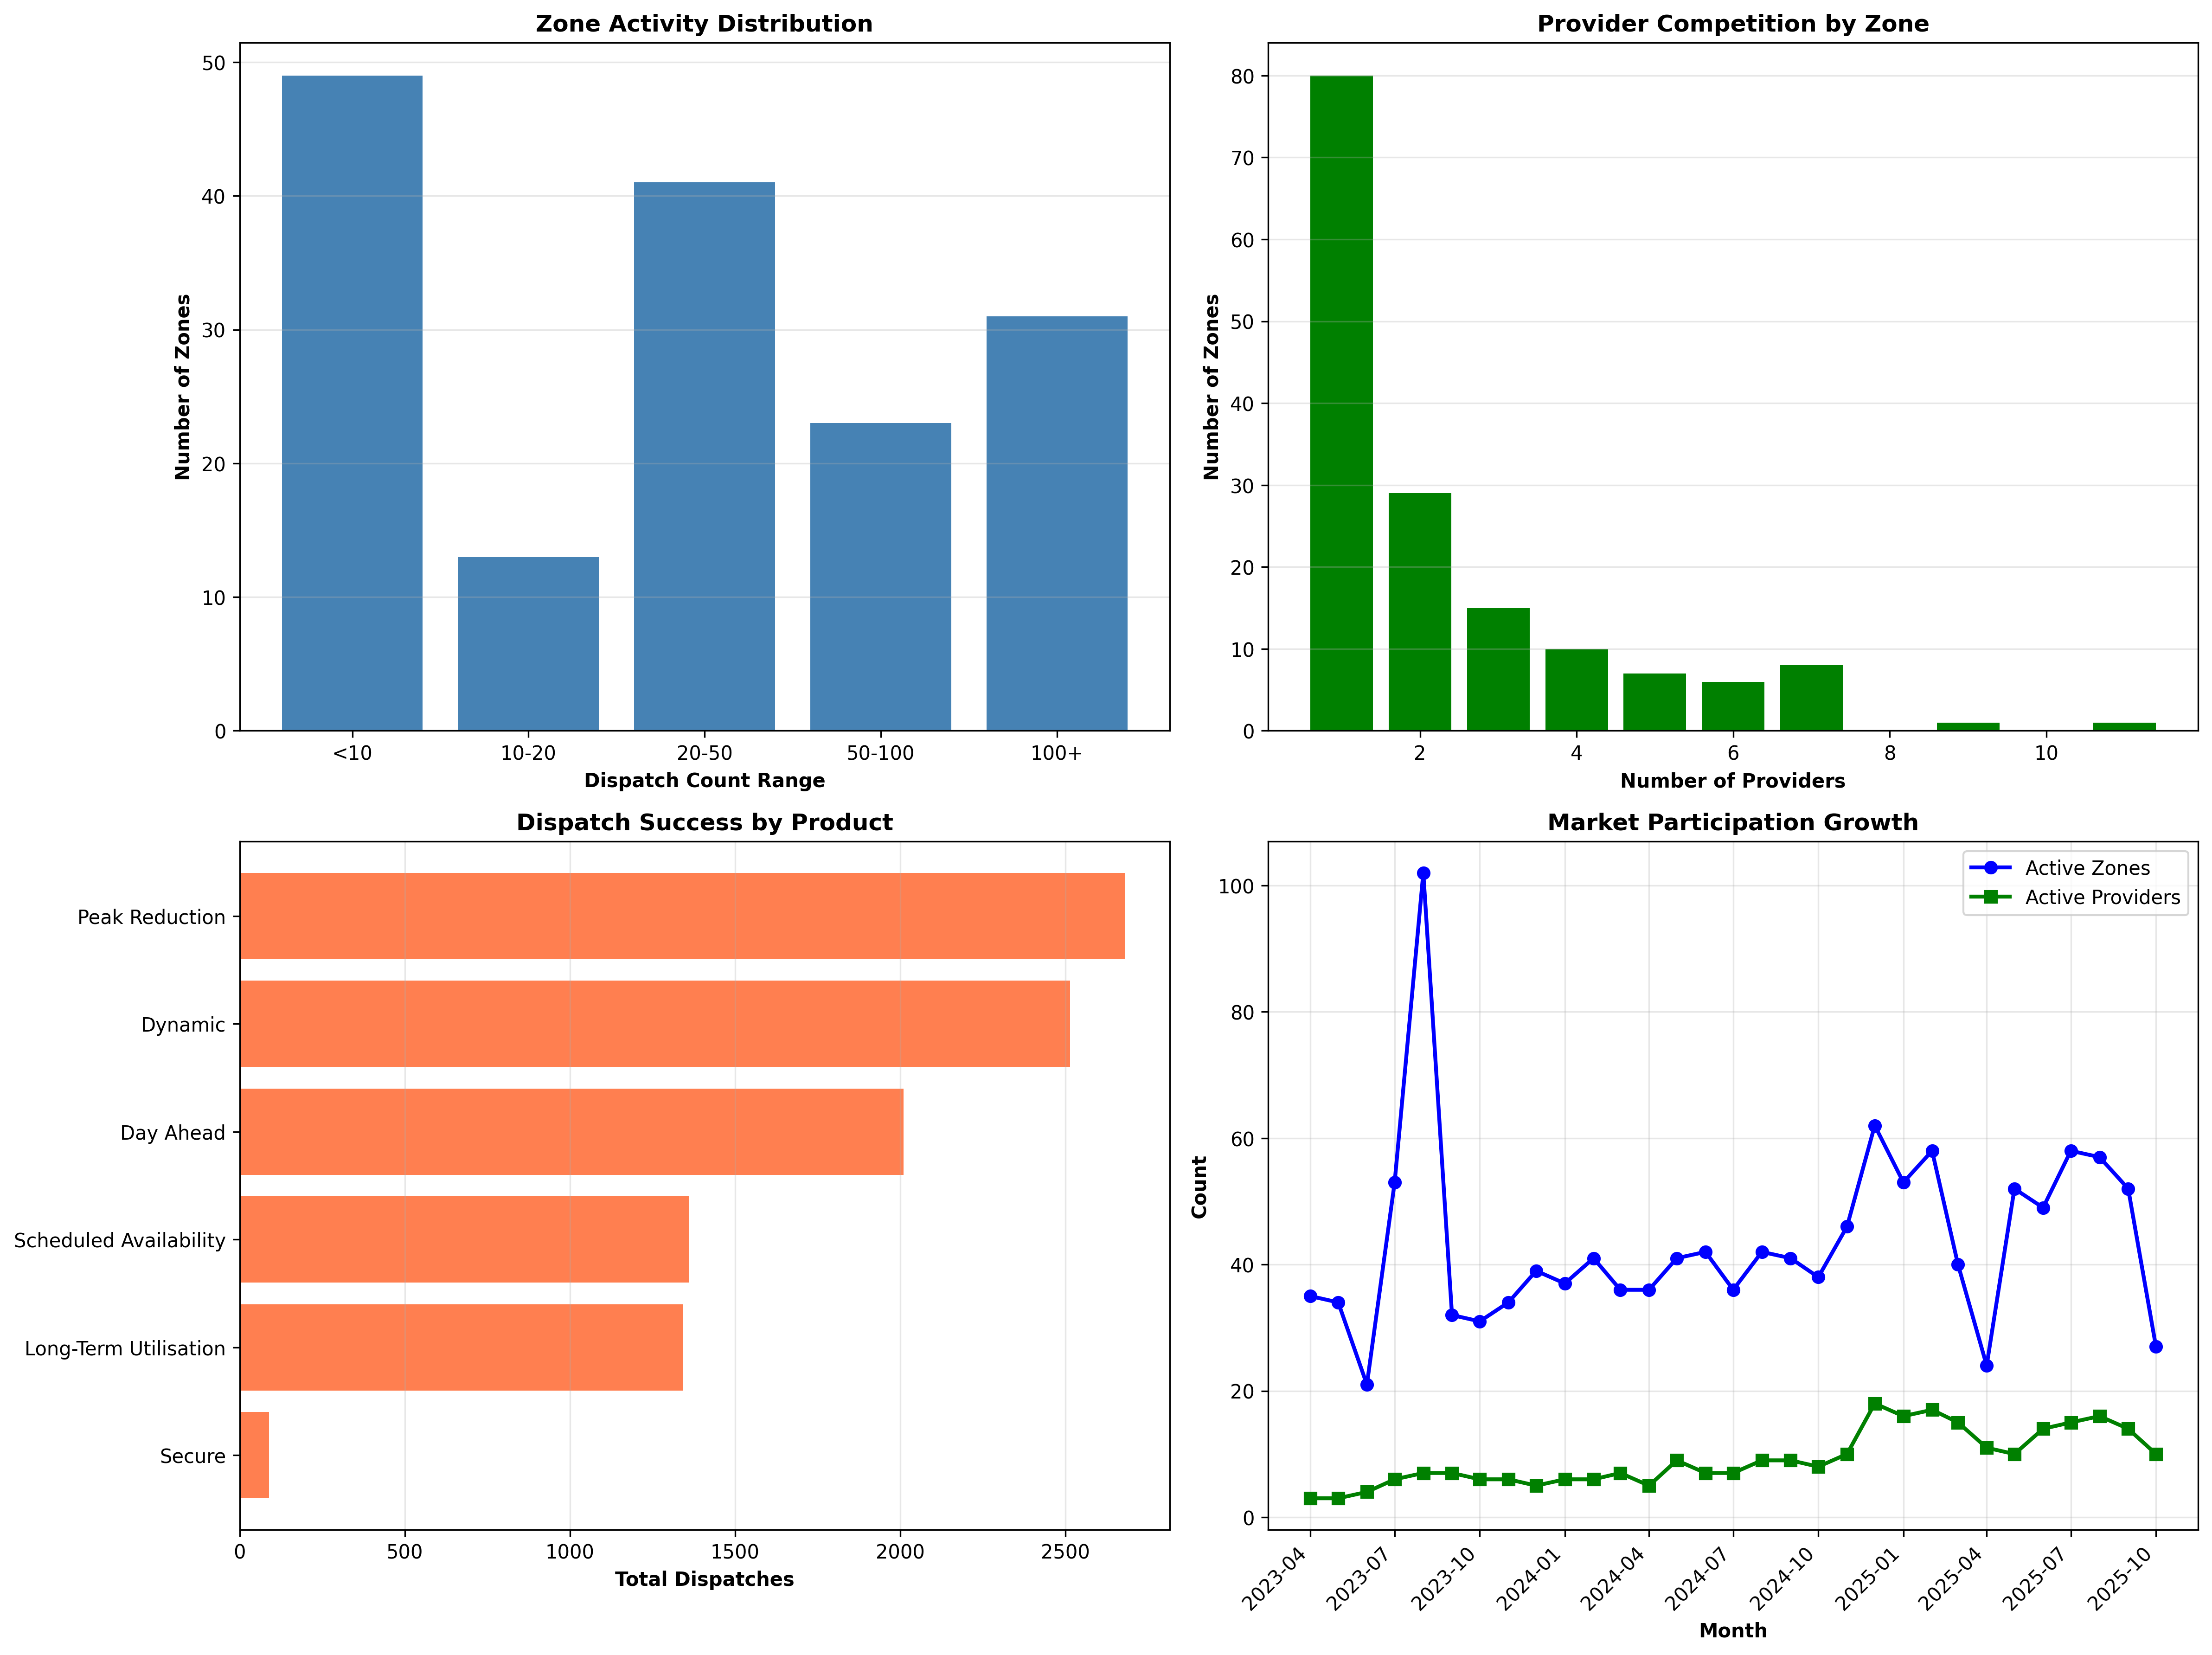 Zone Activity Distribution
Number of Zones
50
40
30
20
10
0
<10 10-20 20-50 50-100 100+
Dispatch Count Range
Provider Competition by Zone
Number of Zones
80
70
60
50
40
30
20
10
0
2 4 6 8 10
Number of Providers
Dispatch Success by Product
Peak Reduction
Dynamic
Day Ahead
Scheduled Availability
Long-Term Utilisation
Secure
0 500 1000 1500 2000 2500
Total Dispatches
Market Participation Growth
Active Zones
Active Providers
Count
100
80
60
40
20
0
2023-04 2023-07 2023-10 2024-01 2024-04 2024-07 2024-10 2025-01 2025-04 2025-07 2025-10
Month